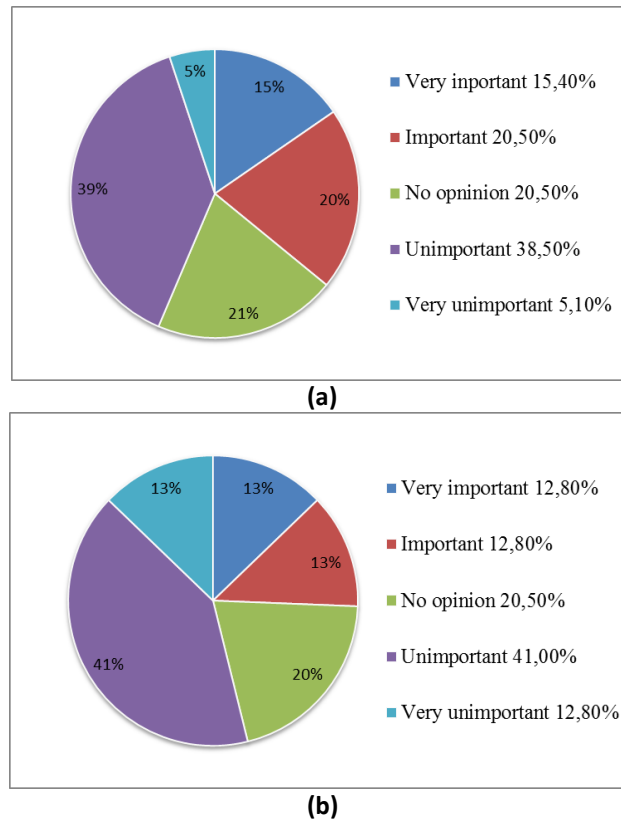 5%
15%
39%
20%
21%
Very inportant 15,40%
Important 20,50%
No opninion 20,50%
Unimportant 38,50%
Very unimportant 5,10%
(a)
13%
13%
13%
41%
20%
Very important 12,80%
Important 12,80%
No opinion 20,50%
Unimportant 41,00%
Very unimportant 12,80%
(b)